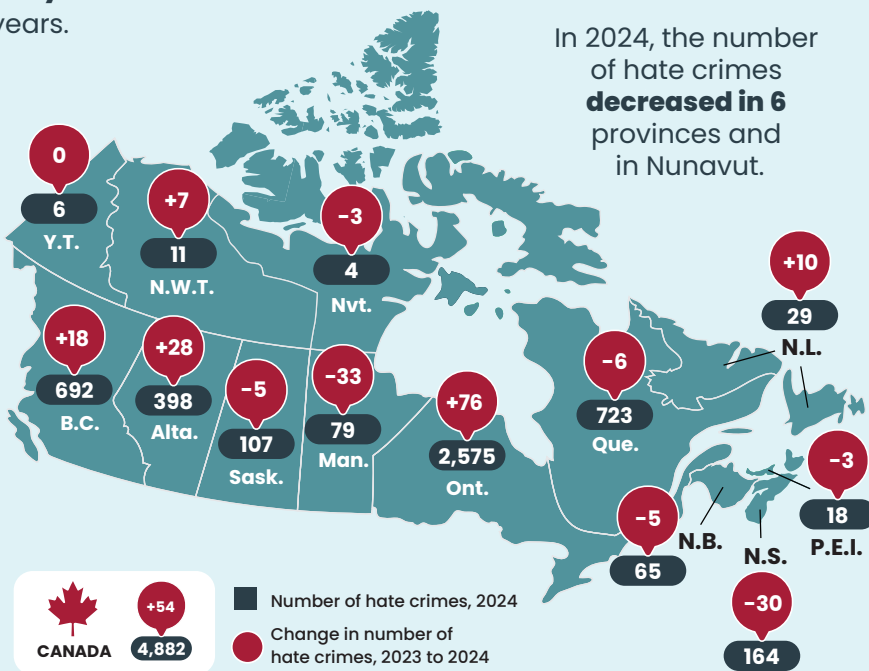 years.
In 2024, the number
of hate crimes
decreased in 6
provinces and
in Nunavut.
0
6
Y.T.
+7
11
N.W.T.
-3
4
Nvt.
+10
29
N.L.
+18
692
B.C.
+28
398
Alta.
-5
107
Sask.
-33
79
Man.
+76
2,575
Ont.
-6
723
Que.
-5
65
N.B.
-30
164
N.S.
-3
18
P.E.I.
CANADA
+54
4,882
Number of hate crimes, 2024
Change in number of
hate crimes, 2023 to 2024